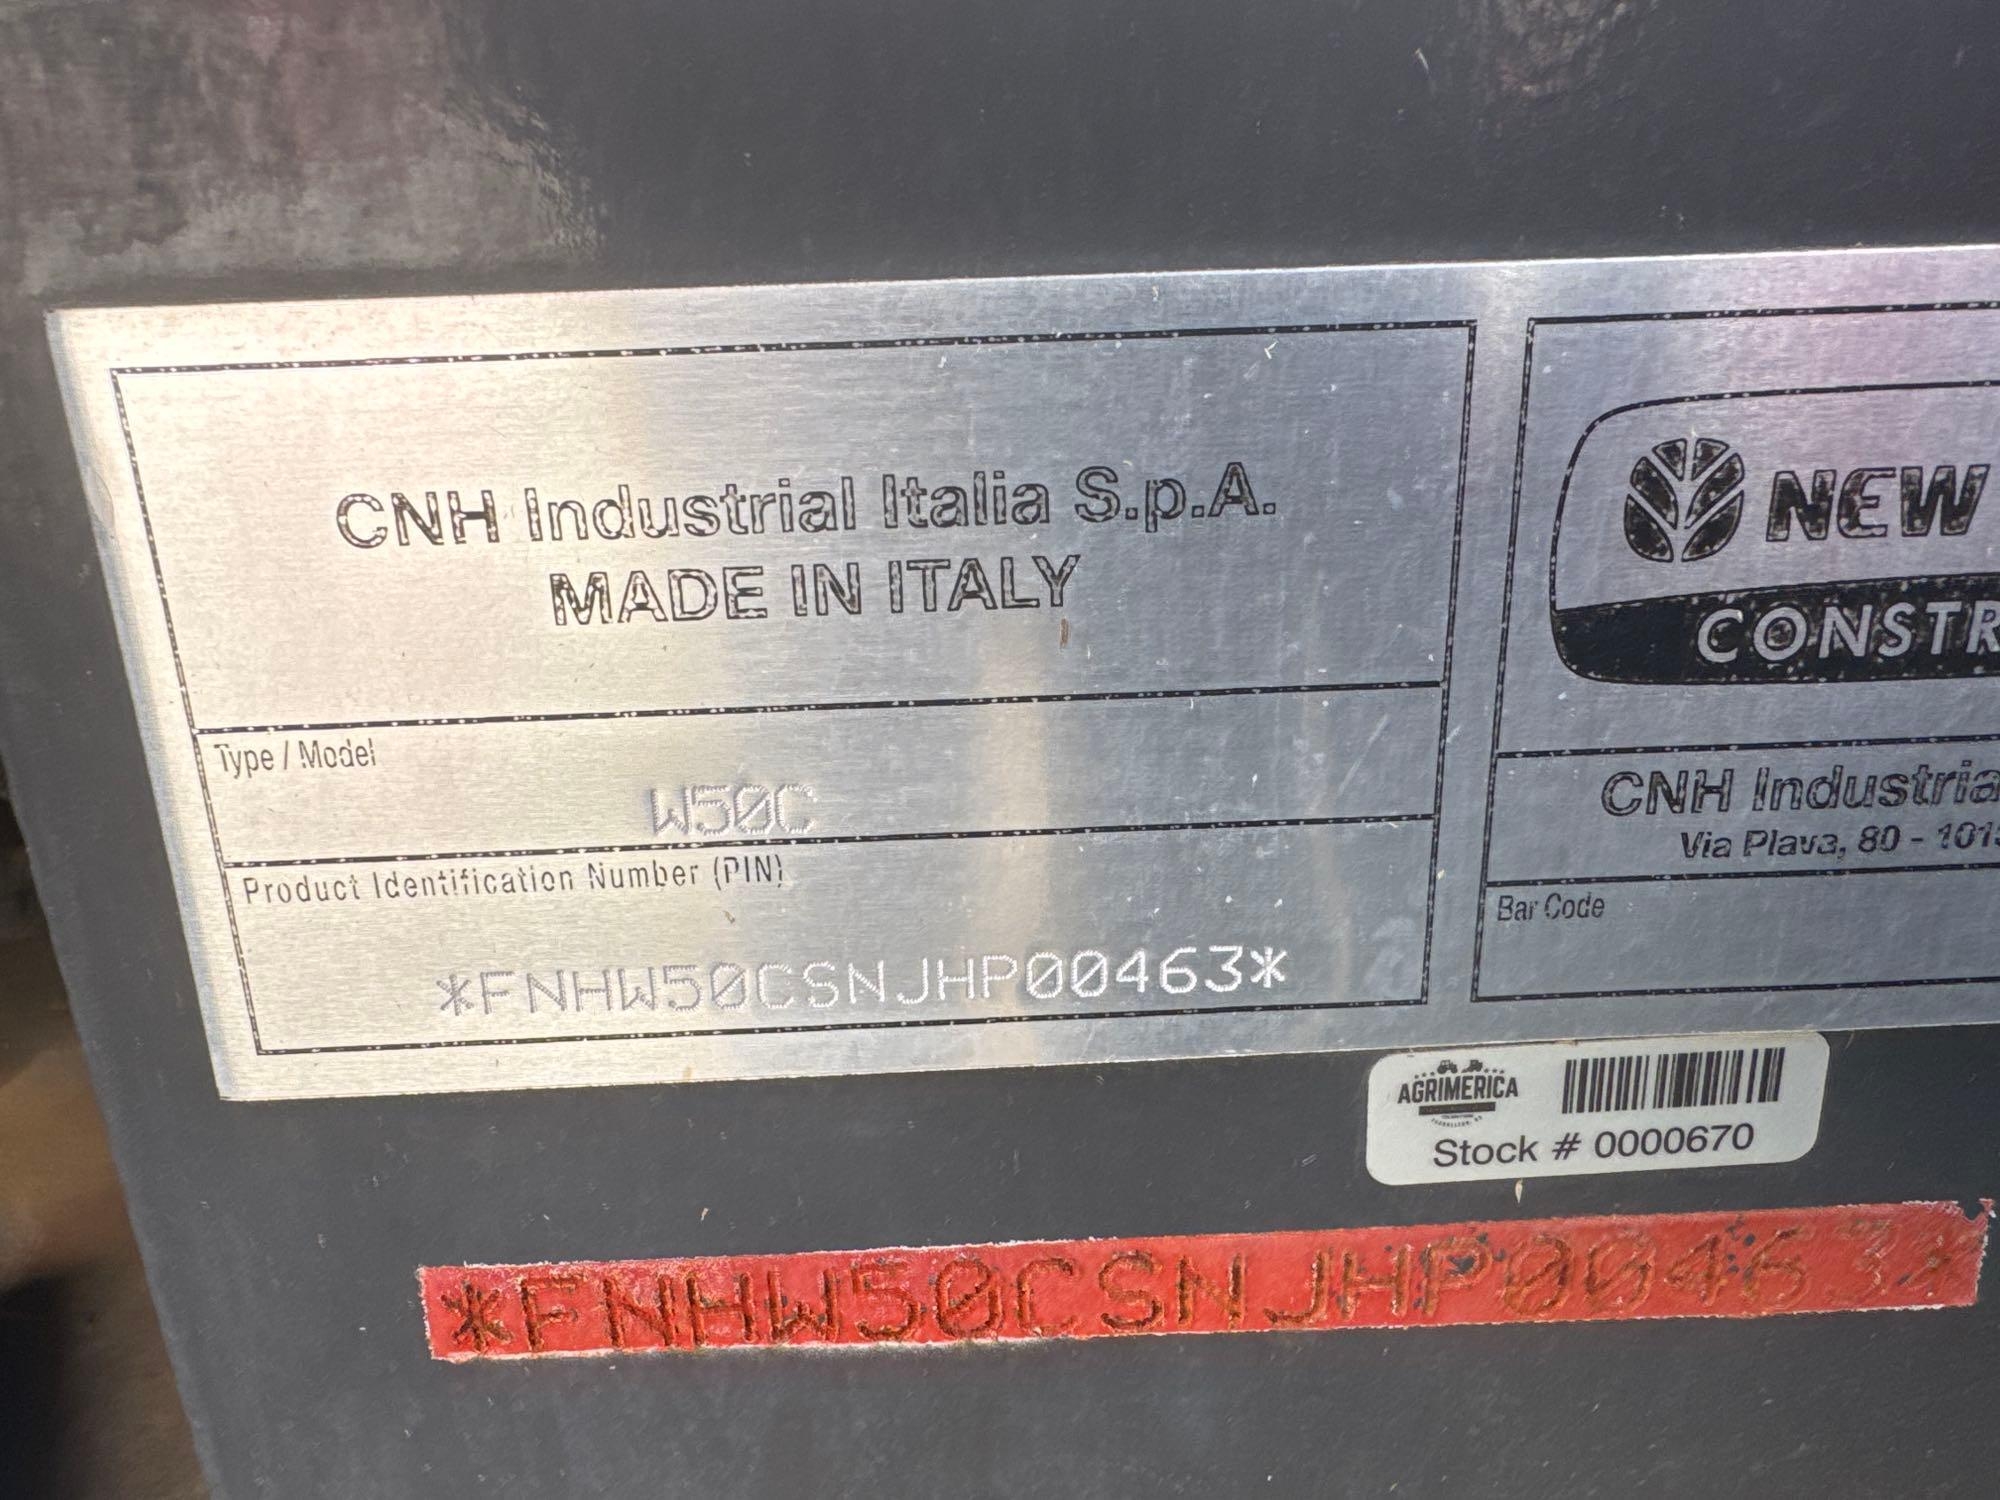 CNH Industrial Italia S.p.A.
MADE IN ITALY
Type / Model
W50C
Product Identification Number (PIN)
*FNHW50CSNJHP00463*
NEW
CONSTR
CNH Industria
Via Plava, 80 - 101
Bar Code
AGRIMERICA
Stock # 0000670
*FNHW50CSNJHP00463*